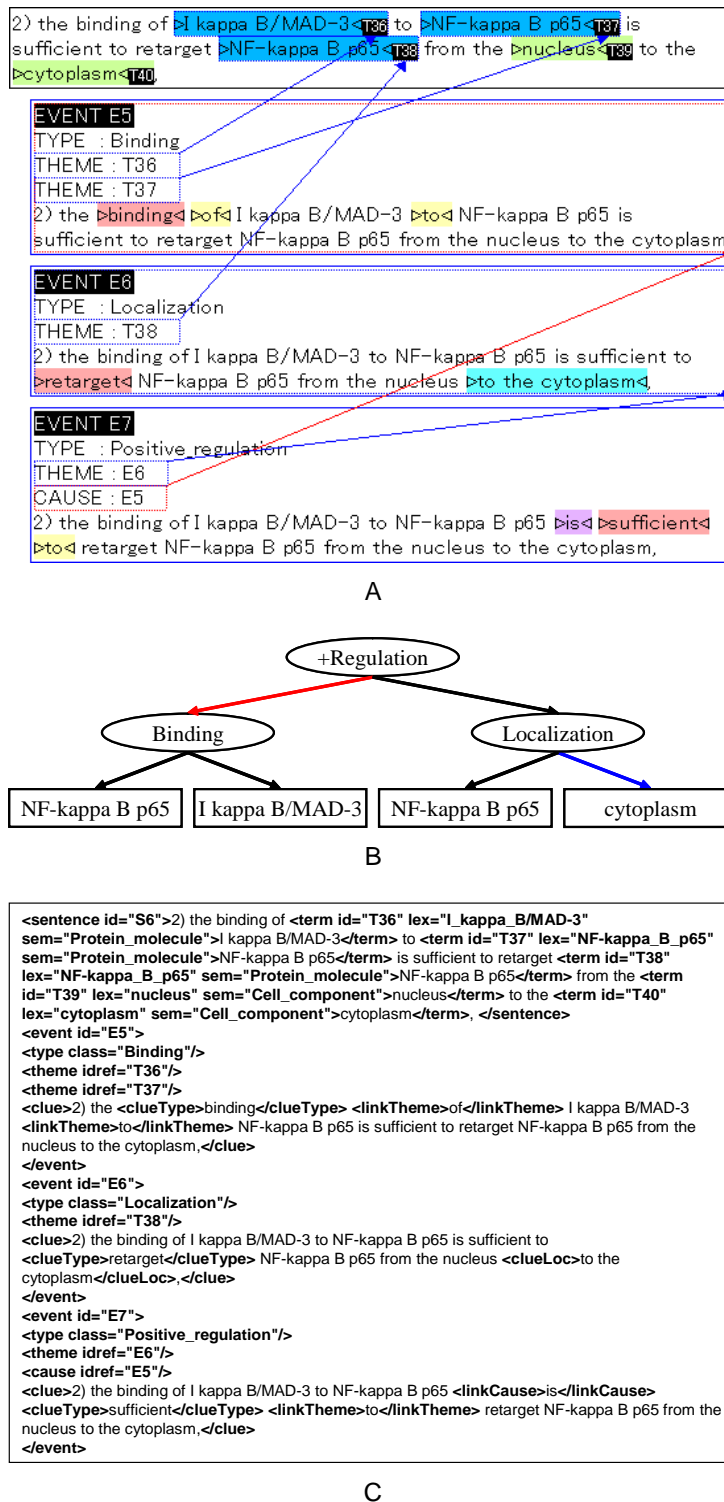 2) the binding of ▷I kappa B/MAD-3◁T36 to ▷NF-kappa B p65◁T37 is
sufficient to retarget ▷NF-kappa B p65◁T38 from the ▷nucleus◁T39 to the
▷cytoplasm◁T40,
EVENT E5
TYPE : Binding
THEME : T36
THEME : T37
2) the ▷binding◁ ▷of◁ I kappa B/MAD-3 ▷to◁ NF-kappa B p65 is
sufficient to retarget NF-kappa B p65 from the nucleus to the cytoplasm
EVENT E6
TYPE : Localization
THEME : T38
2) the binding of I kappa B/MAD-3 to NF-kappa B p65 is sufficient to
▷retarget◁ NF-kappa B p65 from the nucleus ▷to the cytoplasm◁,
EVENT E7
TYPE : Positive_regulation
THEME : E6
CAUSE : E5
2) the binding of I kappa B/MAD-3 to NF-kappa B p65 ▷is◁ ▷sufficient◁
▷to◁ retarget NF-kappa B p65 from the nucleus to the cytoplasm,
A
+Regulation
Binding Localization
NF-kappa B p65 I kappa B/MAD-3 NF-kappa B p65 cytoplasm
B
<sentence id="S6">2) the binding of <term id="T36" lex="I_kappa_B/MAD-3"
sem="Protein_molecule">I kappa B/MAD-3</term> to <term id="T37" lex="NF-kappa_B_p65"
sem="Protein_molecule">NF-kappa B p65</term> is sufficient to retarget <term id="T38"
lex="NF-kappa_B_p65" sem="Protein_molecule">NF-kappa B p65</term> from the <term
id="T39" lex="nucleus" sem="Cell_component">nucleus</term> to the <term id="T40"
lex="cytoplasm" sem="Cell_component">cytoplasm</term>, </sentence>
<event id="E5">
<type class="Binding"/>
<theme idref="T36"/>
<theme idref="T37"/>
<clue>2) the <clueType>binding</clueType> <linkTheme>of</linkTheme> I kappa B/MAD-3
<linkTheme>to</linkTheme> NF-kappa B p65 is sufficient to retarget NF-kappa B p65 from the
nucleus to the cytoplasm,</clue>
</event>
<event id="E6">
<type class="Localization"/>
<theme idref="T38"/>
<clue>2) the binding of I kappa B/MAD-3 to NF-kappa B p65 is sufficient to
<clueType>retarget</clueType> NF-kappa B p65 from the nucleus <clueLoc>to the
cytoplasm</clueLoc>,</clue>
</event>
<event id="E7">
<type class="Positive_regulation"/>
<theme idref="E6"/>
<cause idref="E5"/>
<clue>2) the binding of I kappa B/MAD-3 to NF-kappa B p65 <linkCause>is</linkCause>
<clueType>sufficient</clueType> <linkTheme>to</linkTheme> retarget NF-kappa B p65 from the
nucleus to the cytoplasm,</clue>
</event>
C